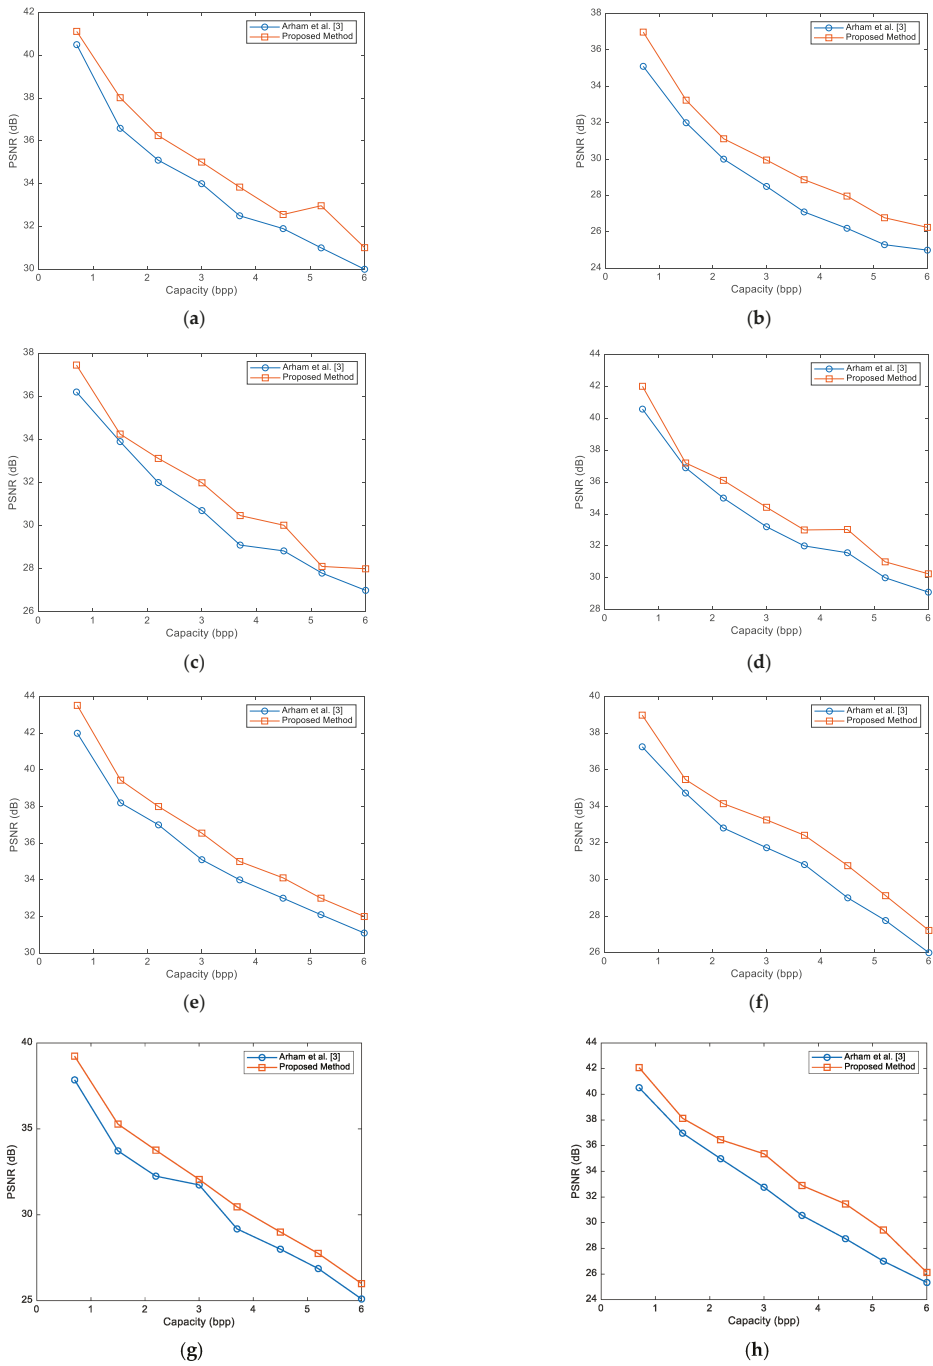 42
40
38
36
34
32
30
0 1 2 3 4 5 6
PSNR (dB)
Capacity (bpp)
Arham et al. [3]
Proposed Method
(a)
38
36
34
32
30
28
26
24
0 1 2 3 4 5 6
PSNR (dB)
Capacity (bpp)
Arham et al. [3]
Proposed Method
(b)
38
36
34
32
30
28
26
0 1 2 3 4 5 6
PSNR (dB)
Capacity (bpp)
Arham et al. [3]
Proposed Method
(c)
44
42
40
38
36
34
32
30
28
0 1 2 3 4 5 6
PSNR (dB)
Capacity (bpp)
Arham et al. [3]
Proposed Method
(d)
44
42
40
38
36
34
32
30
0 1 2 3 4 5 6
PSNR (dB)
Capacity (bpp)
Arham et al. [3]
Proposed Method
(e)
40
38
36
34
32
30
28
26
0 1 2 3 4 5 6
PSNR (dB)
Capacity (bpp)
Arham et al. [3]
Proposed Method
(f)
40
35
30
25
0 1 2 3 4 5 6
PSNR (dB)
Capacity (bpp)
Arham et al. [3]
Proposed Method
(g)
44
42
40
38
36
34
32
30
28
26
24
0 1 2 3 4 5 6
PSNR (dB)
Capacity (bpp)
Arham et al. [3]
Proposed Method
(h)